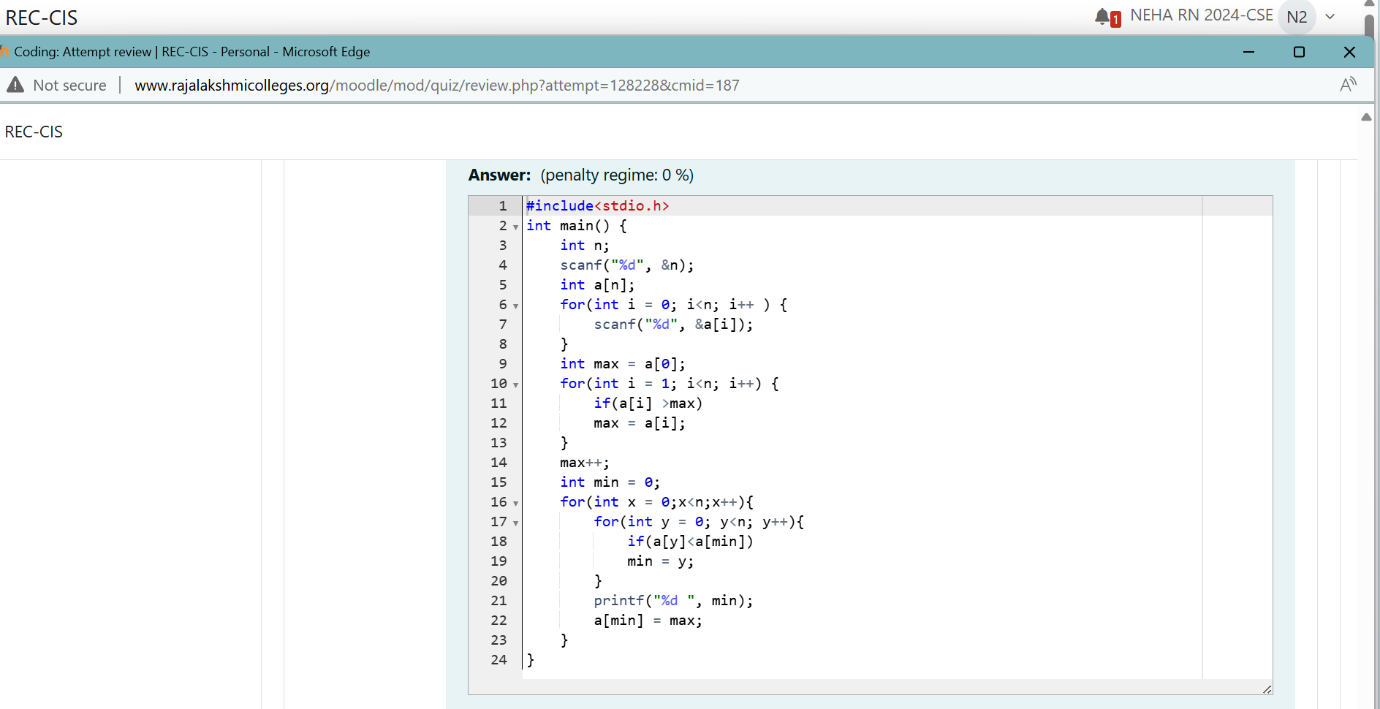 REC-CIS
1 NEHA RN 2024-CSE N2
Coding: Attempt review | REC-CIS - Personal - Microsoft Edge
Not secure | www.rajalakshmicolleges.org/moodle/mod/quiz/review.php?attempt=128228&cmid=187
REC-CIS
Answer: (penalty regime: 0 %)
1 #include<stdio.h>
2 int main() {
3     int n;
4     scanf("%d", &n);
5     int a[n];
6     for(int i = 0; i<n; i++ ) {
7         scanf("%d", &a[i]);
8     }
9     int max = a[0];
10     for(int i = 1; i<n; i++) {
11         if(a[i] >max)
12         max = a[i];
13     }
14     max++;
15     int min = 0;
16     for(int x = 0;x<n;x++){
17         for(int y = 0; y<n; y++){
18             if(a[y]<a[min])
19             min = y;
20         }
21         printf("%d ", min);
22         a[min] = max;
23     }
24 }